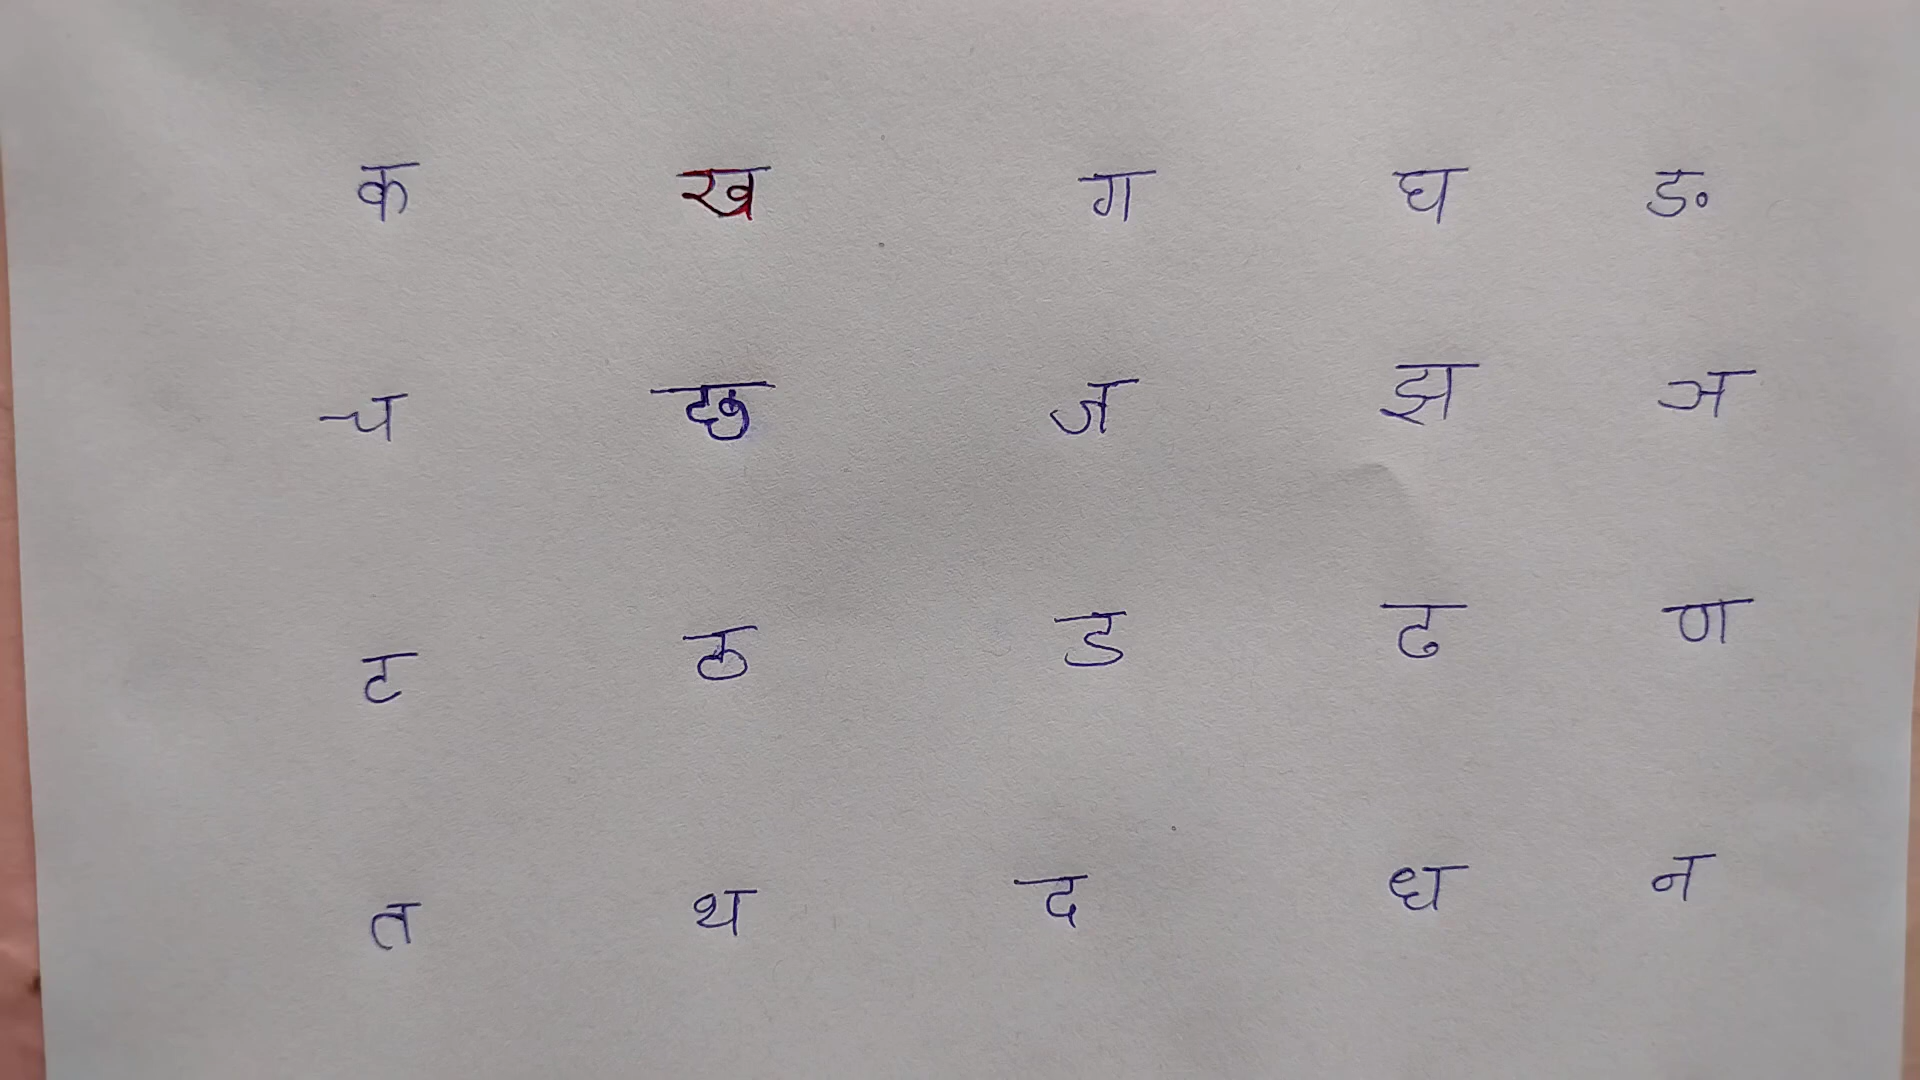 क ख ग घ ङ
च छ ज झ ञ
ट ठ ड ढ ण
त थ द ध न